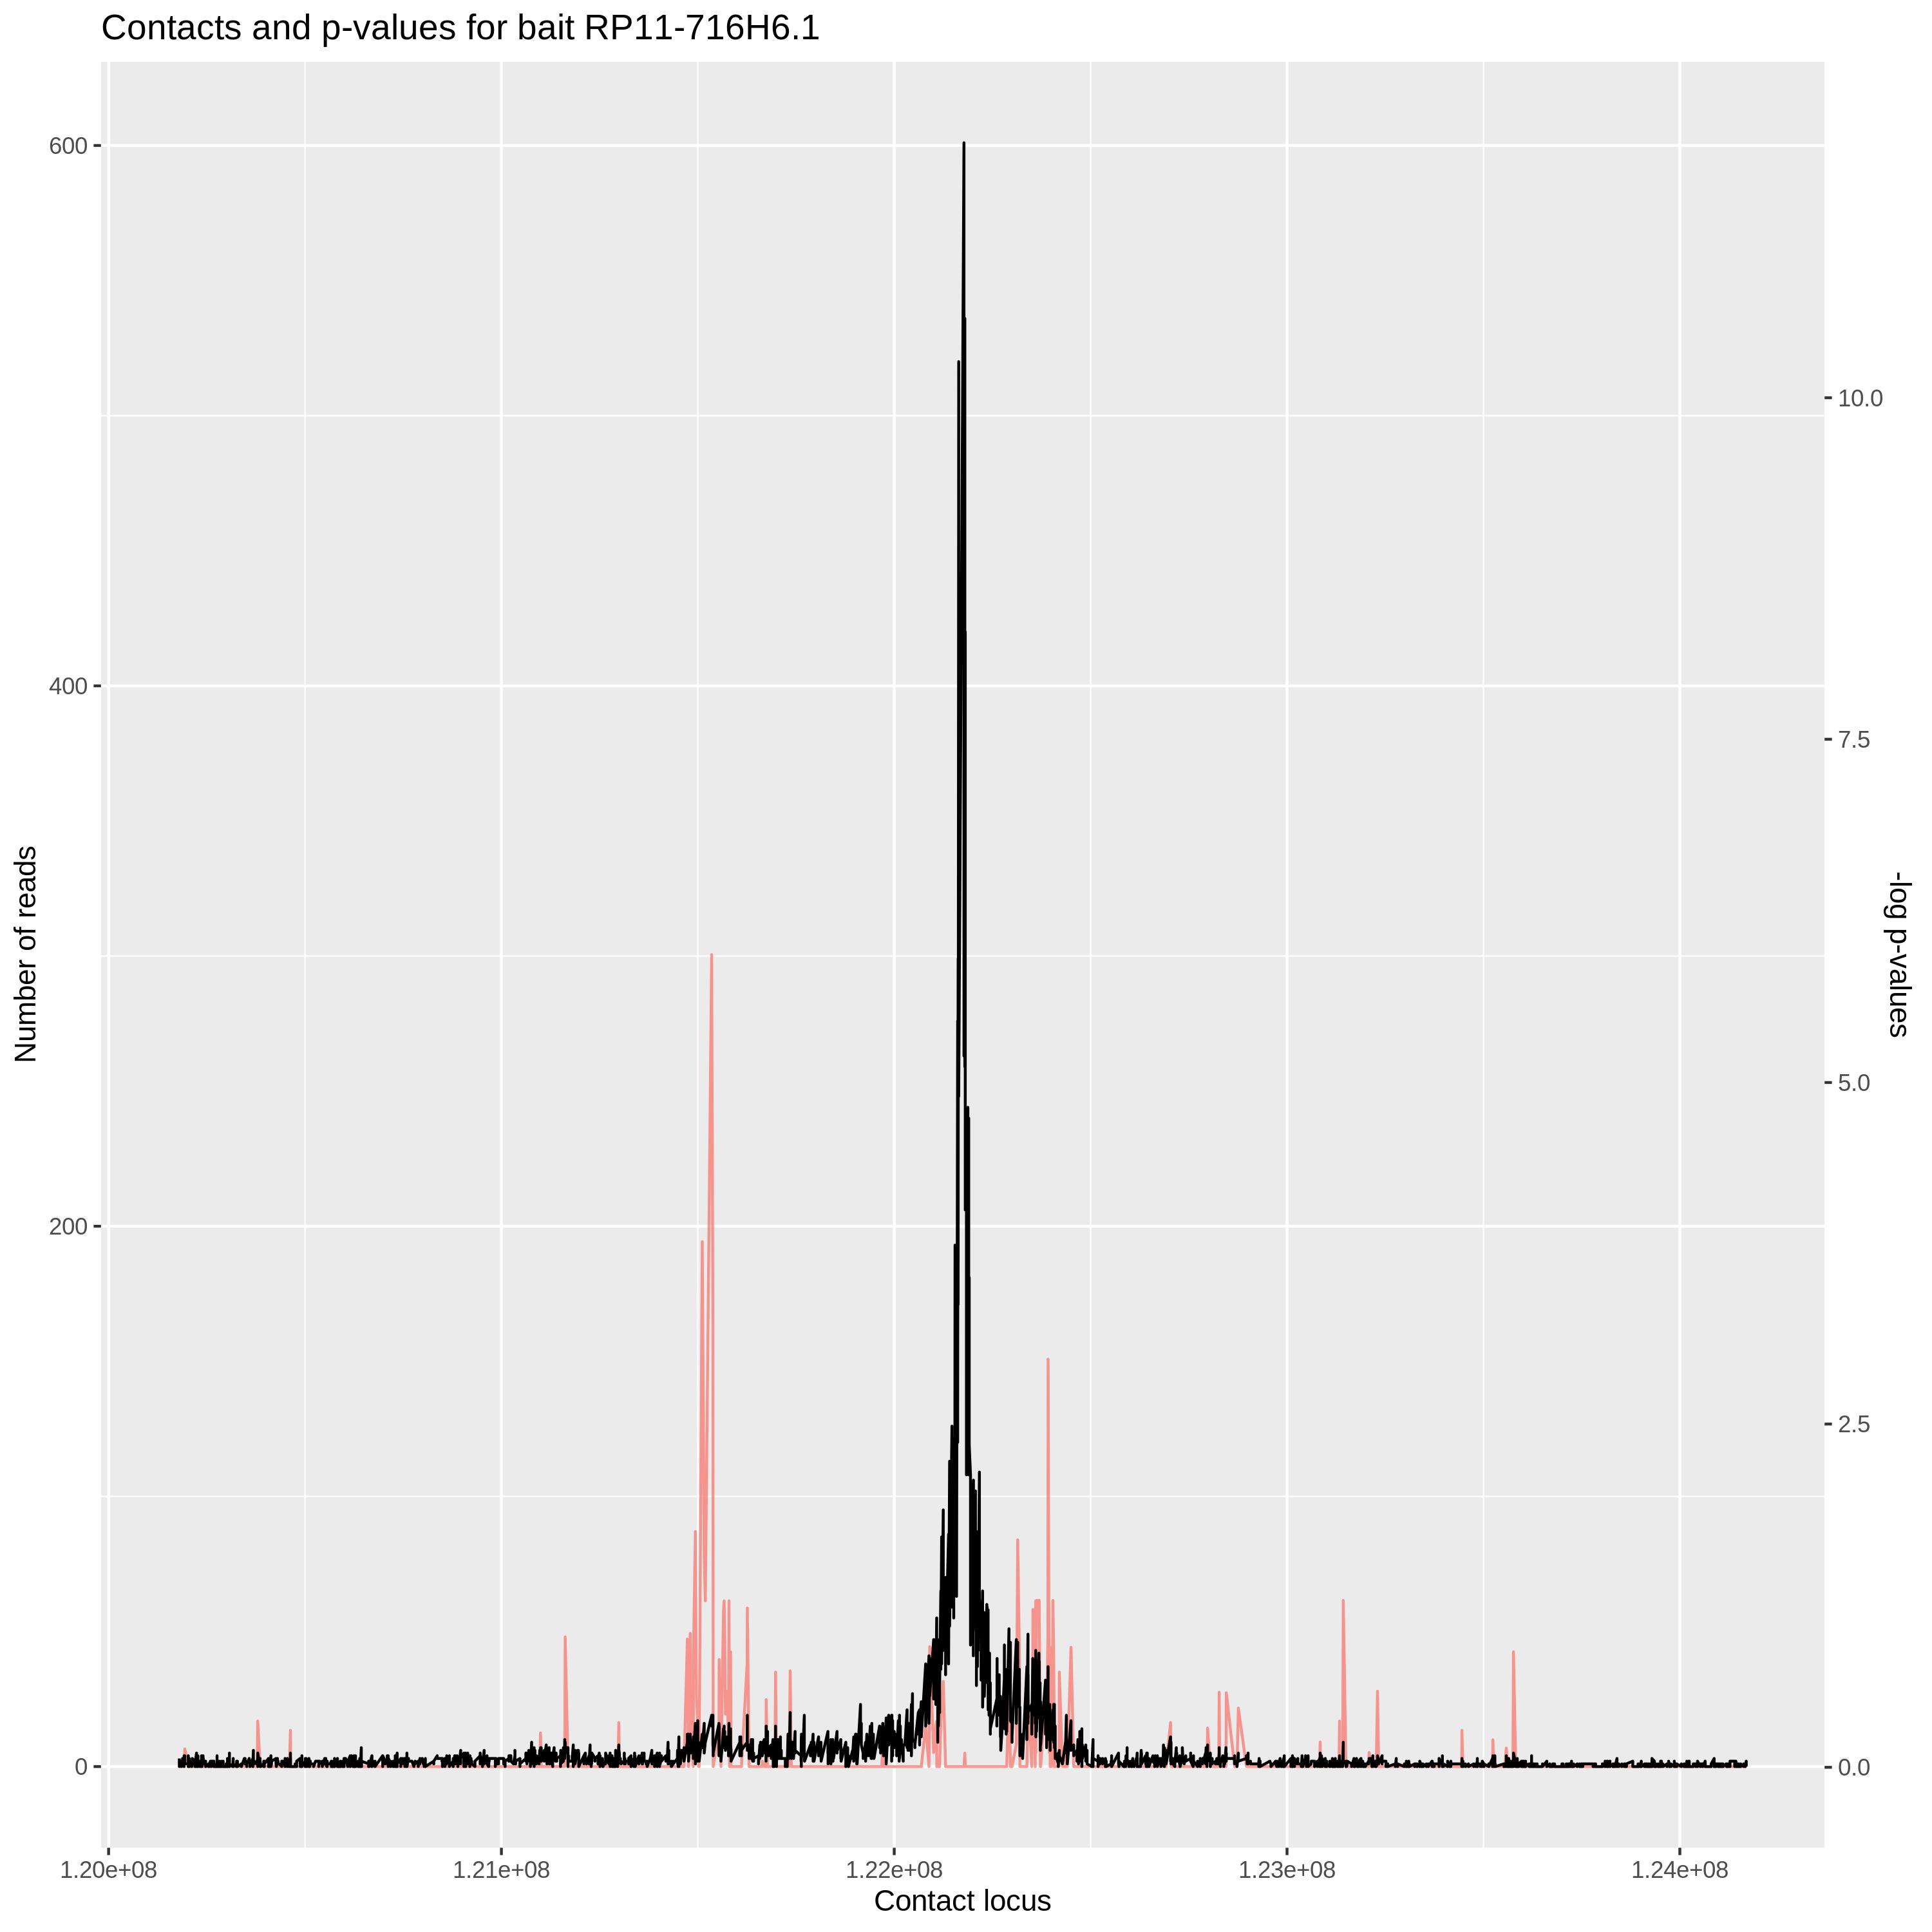 Contacts and p-values for bait RP11-716H6.1
600
400
200
0
Number of reads
10.0
7.5
5.0
2.5
0.0
-log p-values
1.20e+08 1.21e+08 1.22e+08 1.23e+08 1.24e+08
Contact locus